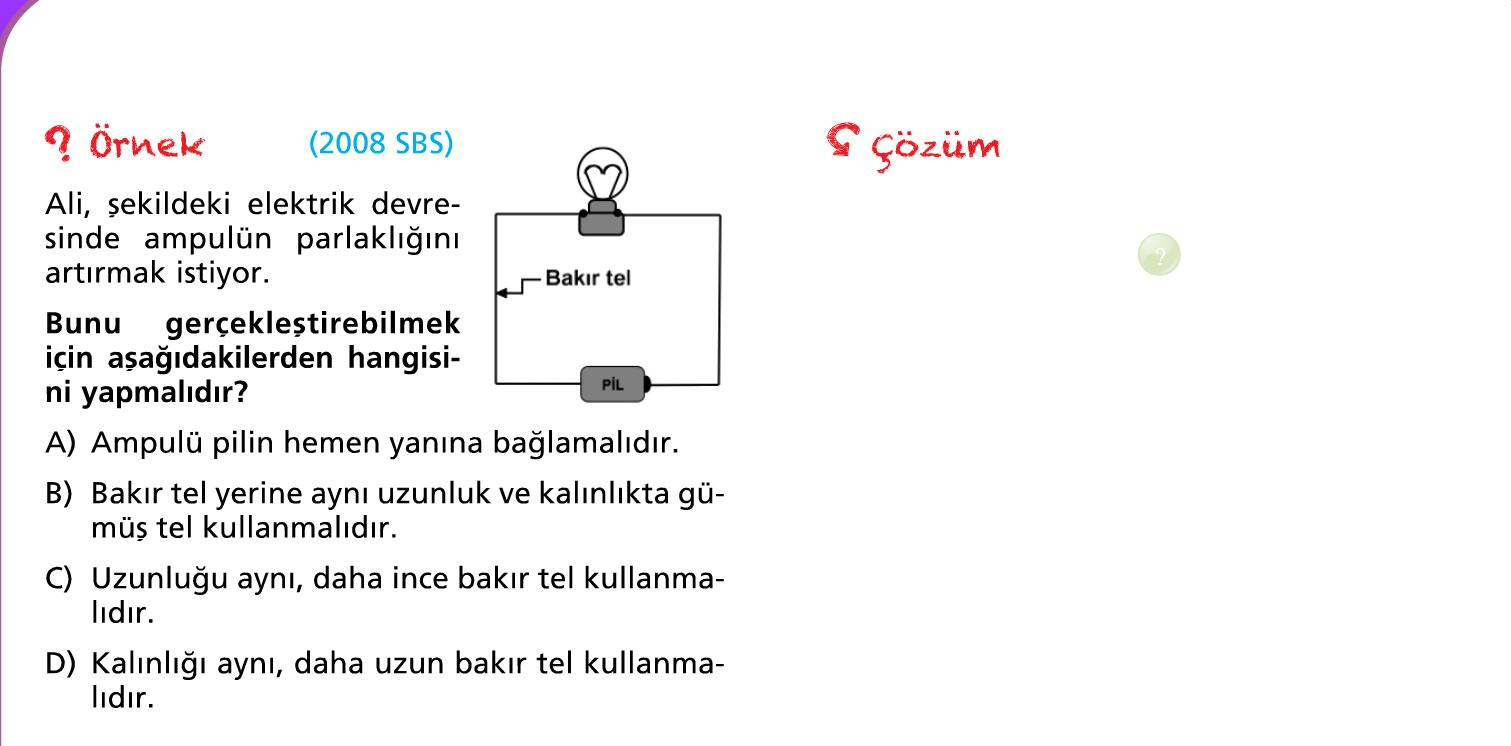 ? Örnek (2008 SBS)
Ali, şekildeki elektrik devre-
sinde ampulün parlaklığını
artırmak istiyor.
Bunu gerçekleştirebilmek
için aşağıdakilerden hangisi-
ni yapmalıdır?
Bakır tel
PİL
A) Ampulü pilin hemen yanına bağlamalıdır.
B) Bakır tel yerine aynı uzunluk ve kalınlıkta gü-
müş tel kullanmalıdır.
C) Uzunluğu aynı, daha ince bakır tel kullanma-
lıdır.
D) Kalınlığı aynı, daha uzun bakır tel kullanma-
lıdır.
Çözüm
?